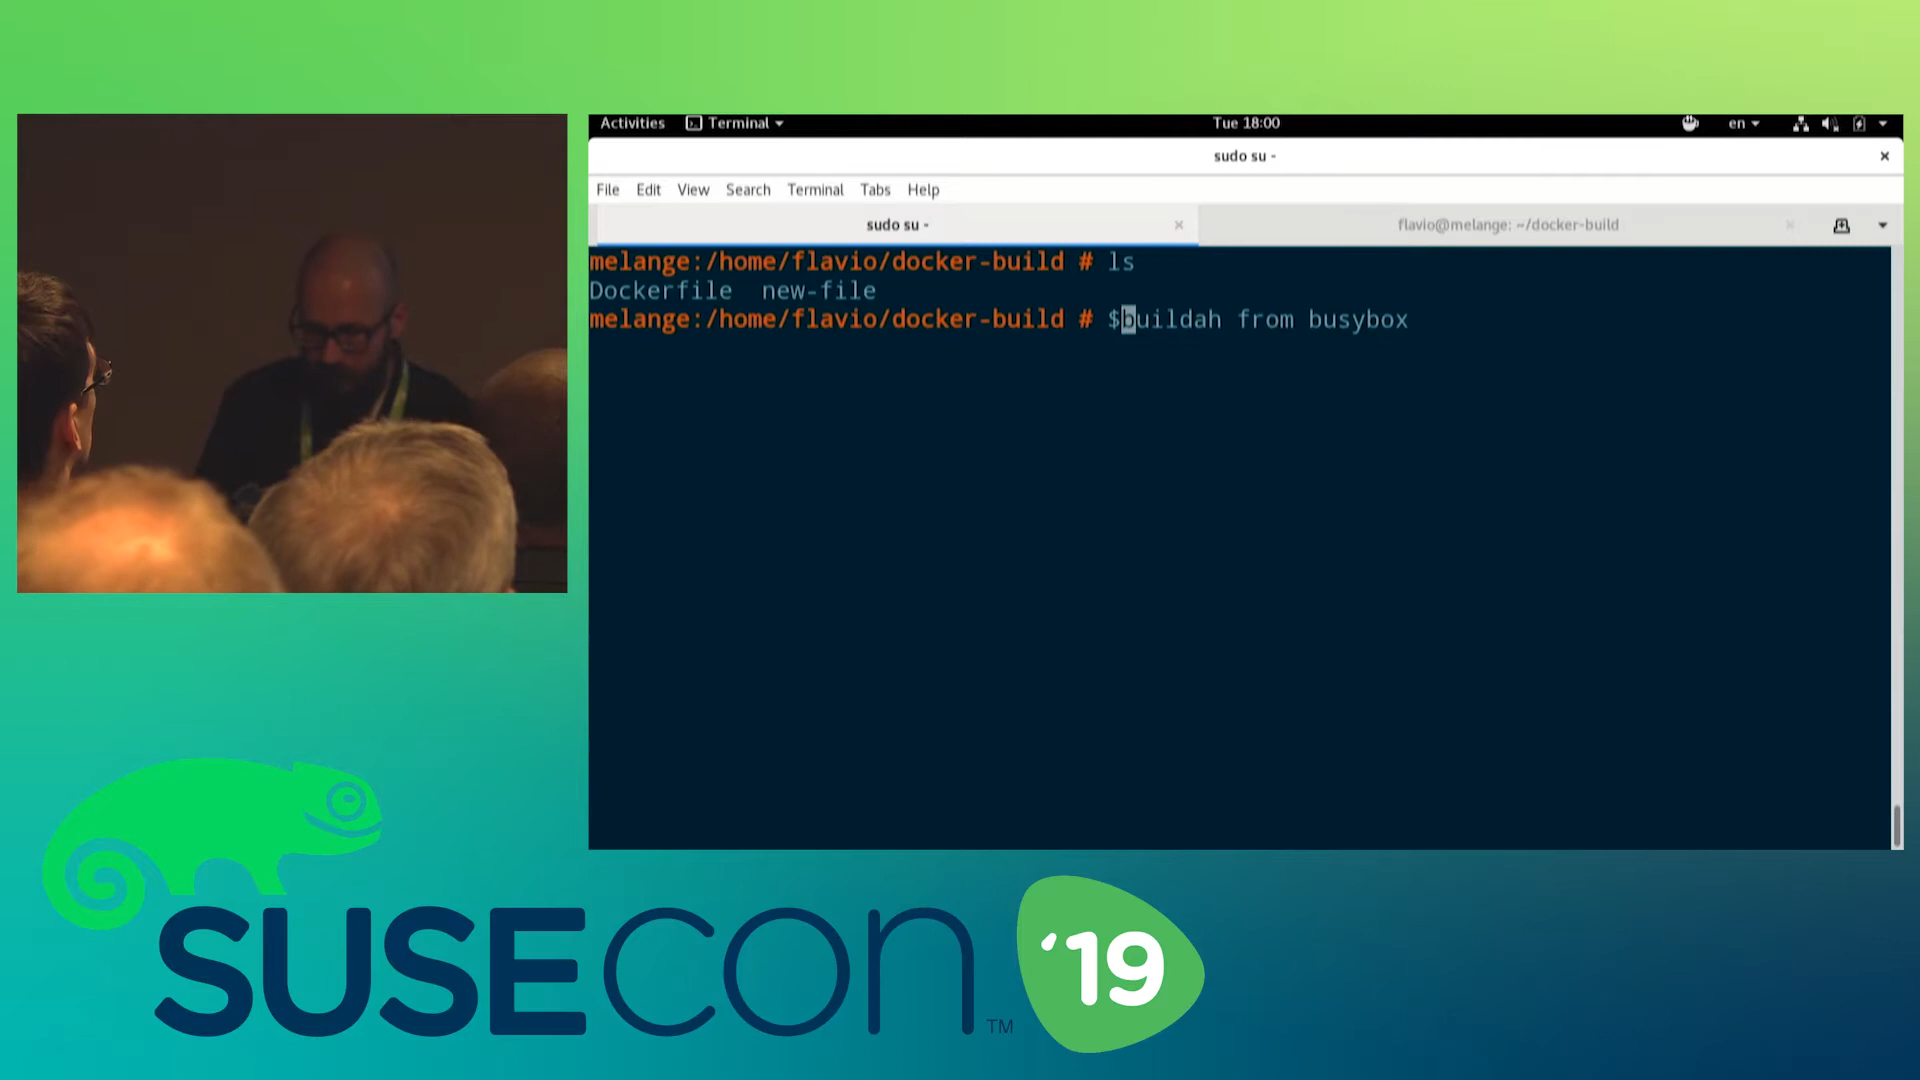 Activities Terminal Tue 18:00 en
sudo su -
File Edit View Search Terminal Tabs Help
sudo su - flavio@melange: ~/docker-build
melange:/home/flavio/docker-build # ls
Dockerfile new-file
melange:/home/flavio/docker-build # $buildah from busybox
SUSECON TM '19